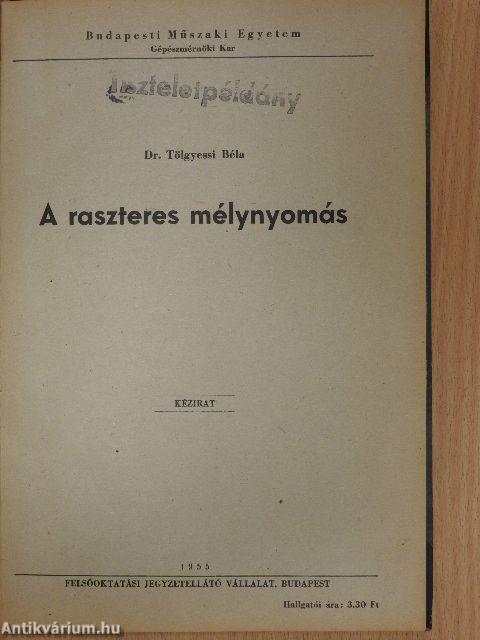 Budapesti Műszaki Egyetem
Gépészmérnöki Kar
Tiszteletpéldány
Dr. Tölgyessi Béla
A raszteres mélynyomás
KÉZIRAT
1955
FELSŐOKTATÁSI JEGYZETELLÁTÓ VÁLLALAT, BUDAPEST
Hallgatói ára: 3.30 Ft
Antikvárium.hu